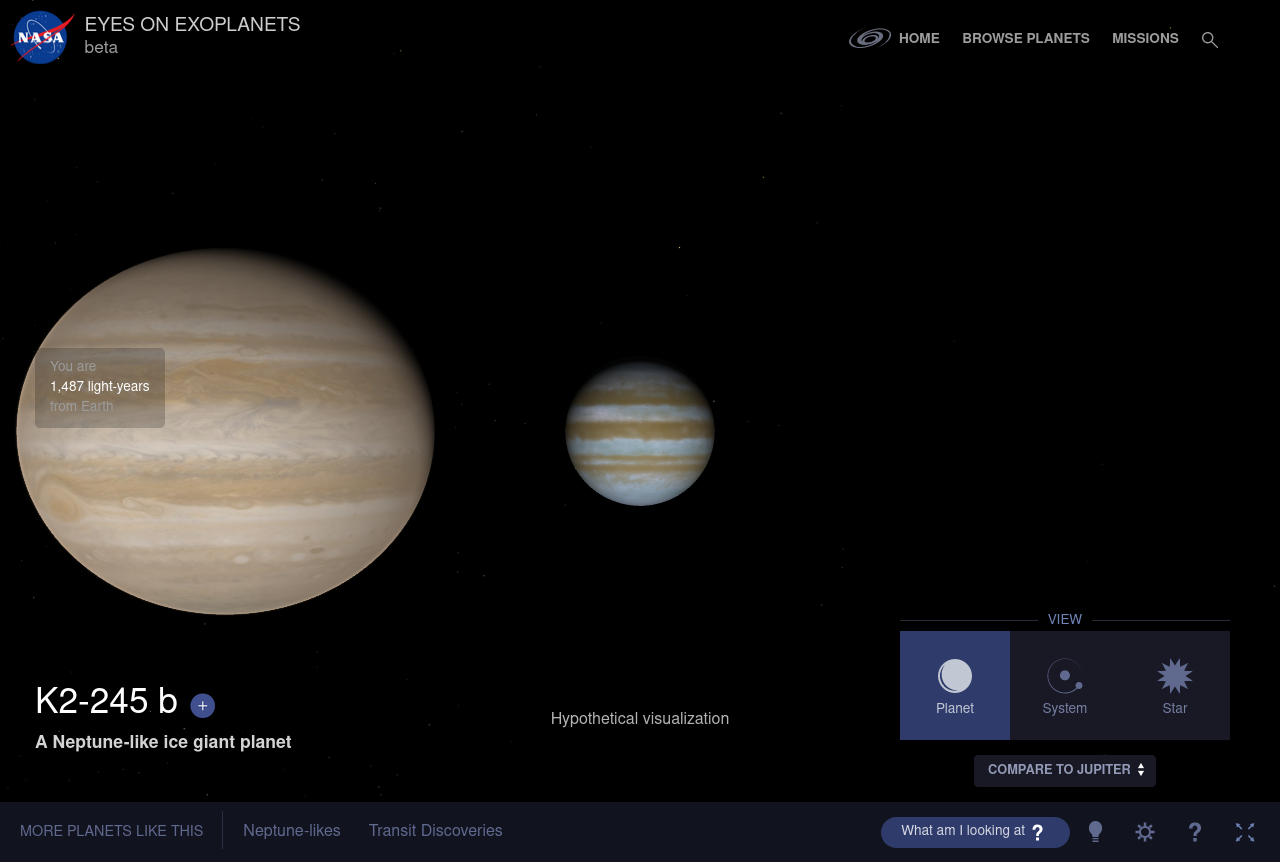 NASA
EYES ON EXOPLANETS
beta
HOME
BROWSE PLANETS
MISSIONS
You are
1,487 light-years
from Earth
K2-245 b +
A Neptune-like ice giant planet
Hypothetical visualization
VIEW
Planet
System
Star
COMPARE TO JUPITER
MORE PLANETS LIKE THIS
Neptune-likes
Transit Discoveries
What am I looking at ?
?